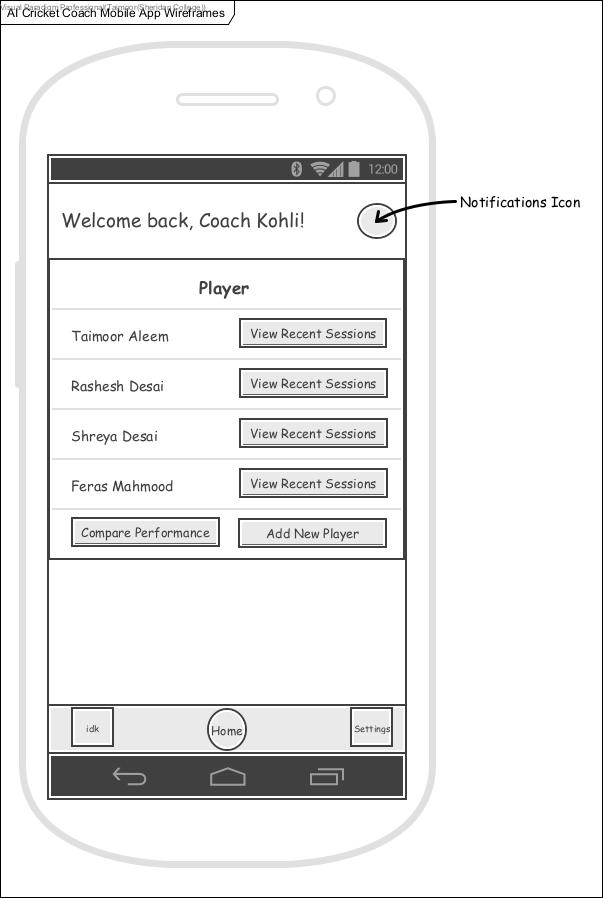 Visual Paradigm Professional(Taimoor(Sheridan College))
AI Cricket Coach Mobile App Wireframes
12:00
Welcome back, Coach Kohli!
Notifications Icon
Player
Taimoor Aleem
View Recent Sessions
Rashesh Desai
View Recent Sessions
Shreya Desai
View Recent Sessions
Feras Mahmood
View Recent Sessions
Compare Performance
Add New Player
idk
Home
Settings